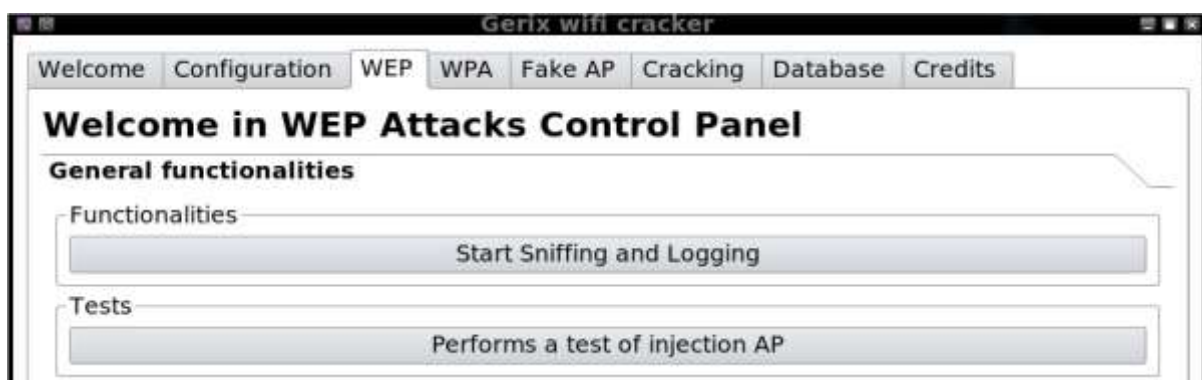 Gerix wifi cracker
Welcome Configuration WEP WPA Fake AP Cracking Database Credits
Welcome in WEP Attacks Control Panel
General functionalities
Functionalities
Start Sniffing and Logging
Tests
Performs a test of injection AP